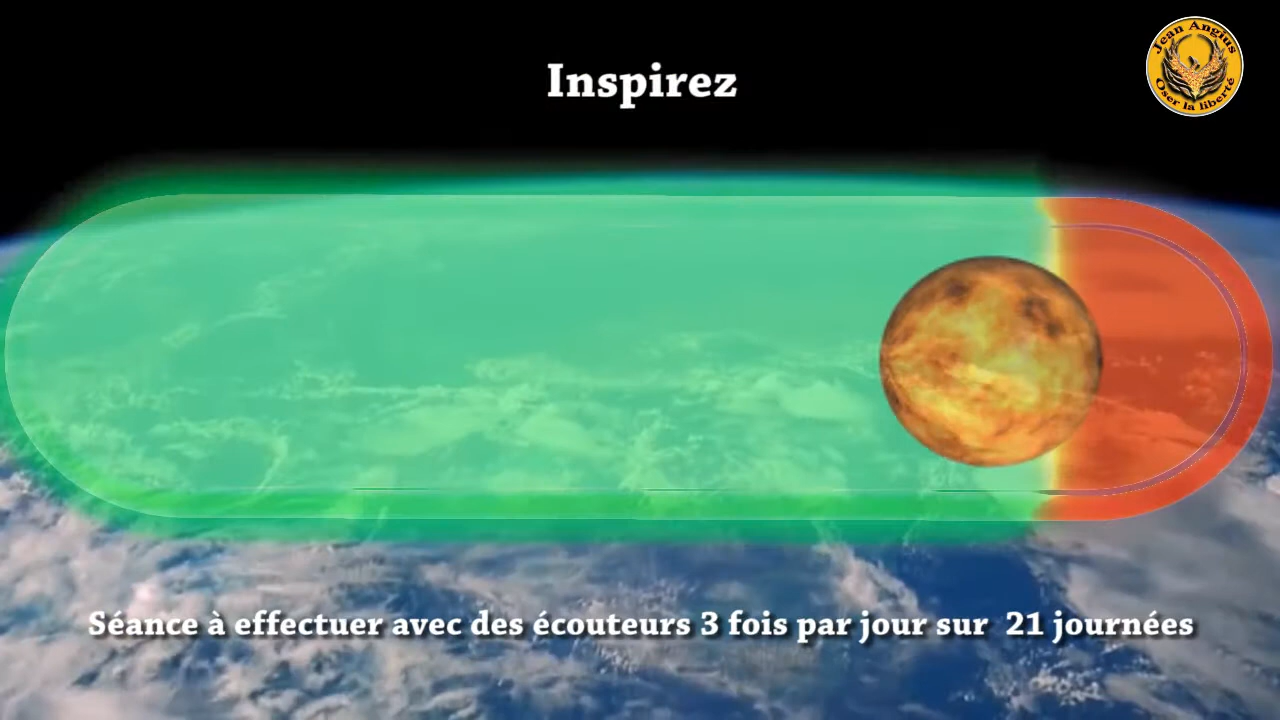 Inspirez
Jean Angius
Oser la liberté
Séance à effectuer avec des écouteurs 3 fois par jour sur 21 journées